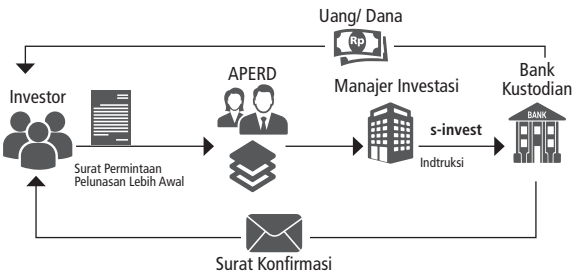 Uang/ Dana
Rp
APERD
Manajer Investasi
Bank
Kustodian
Investor
BANK
s-invest
Surat Permintaan
Pelunasan Lebih Awal
Indtruksi
Surat Konfirmasi